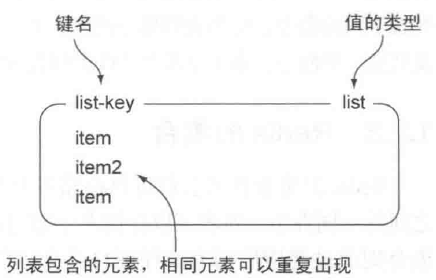 键名
值的类型
list-key
list
item
item2
item
列表包含的元素，相同元素可以重复出现